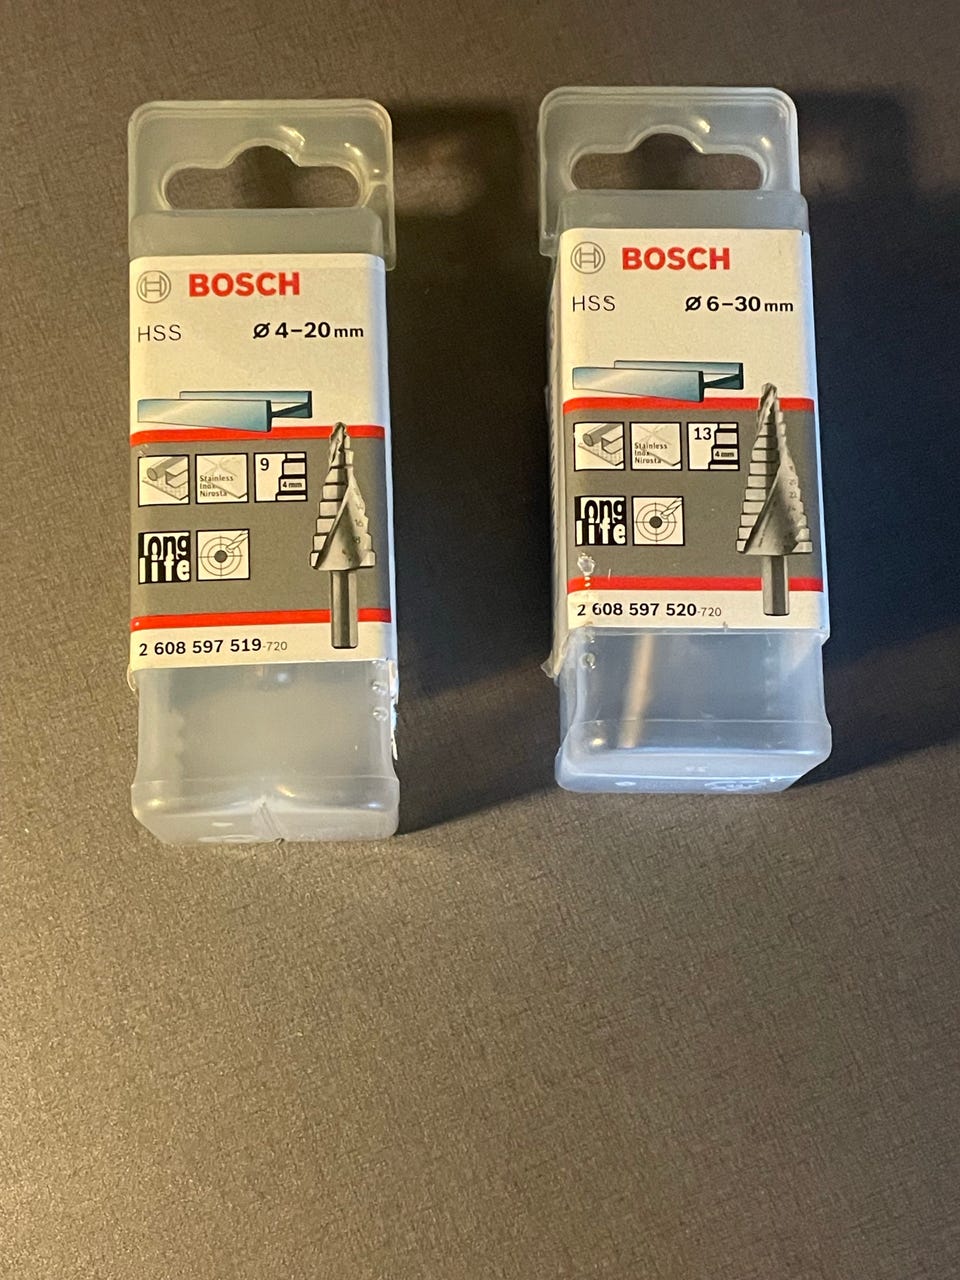 BOSCH
HSS
Ø 4–20 mm
Stainless
Inox
Nirosta
9
4 mm
long
life
2 608 597 519-720
BOSCH
HSS
Ø 6–30 mm
Stainless
Inox
Nirosta
13
4 mm
long
life
2 608 597 520-720